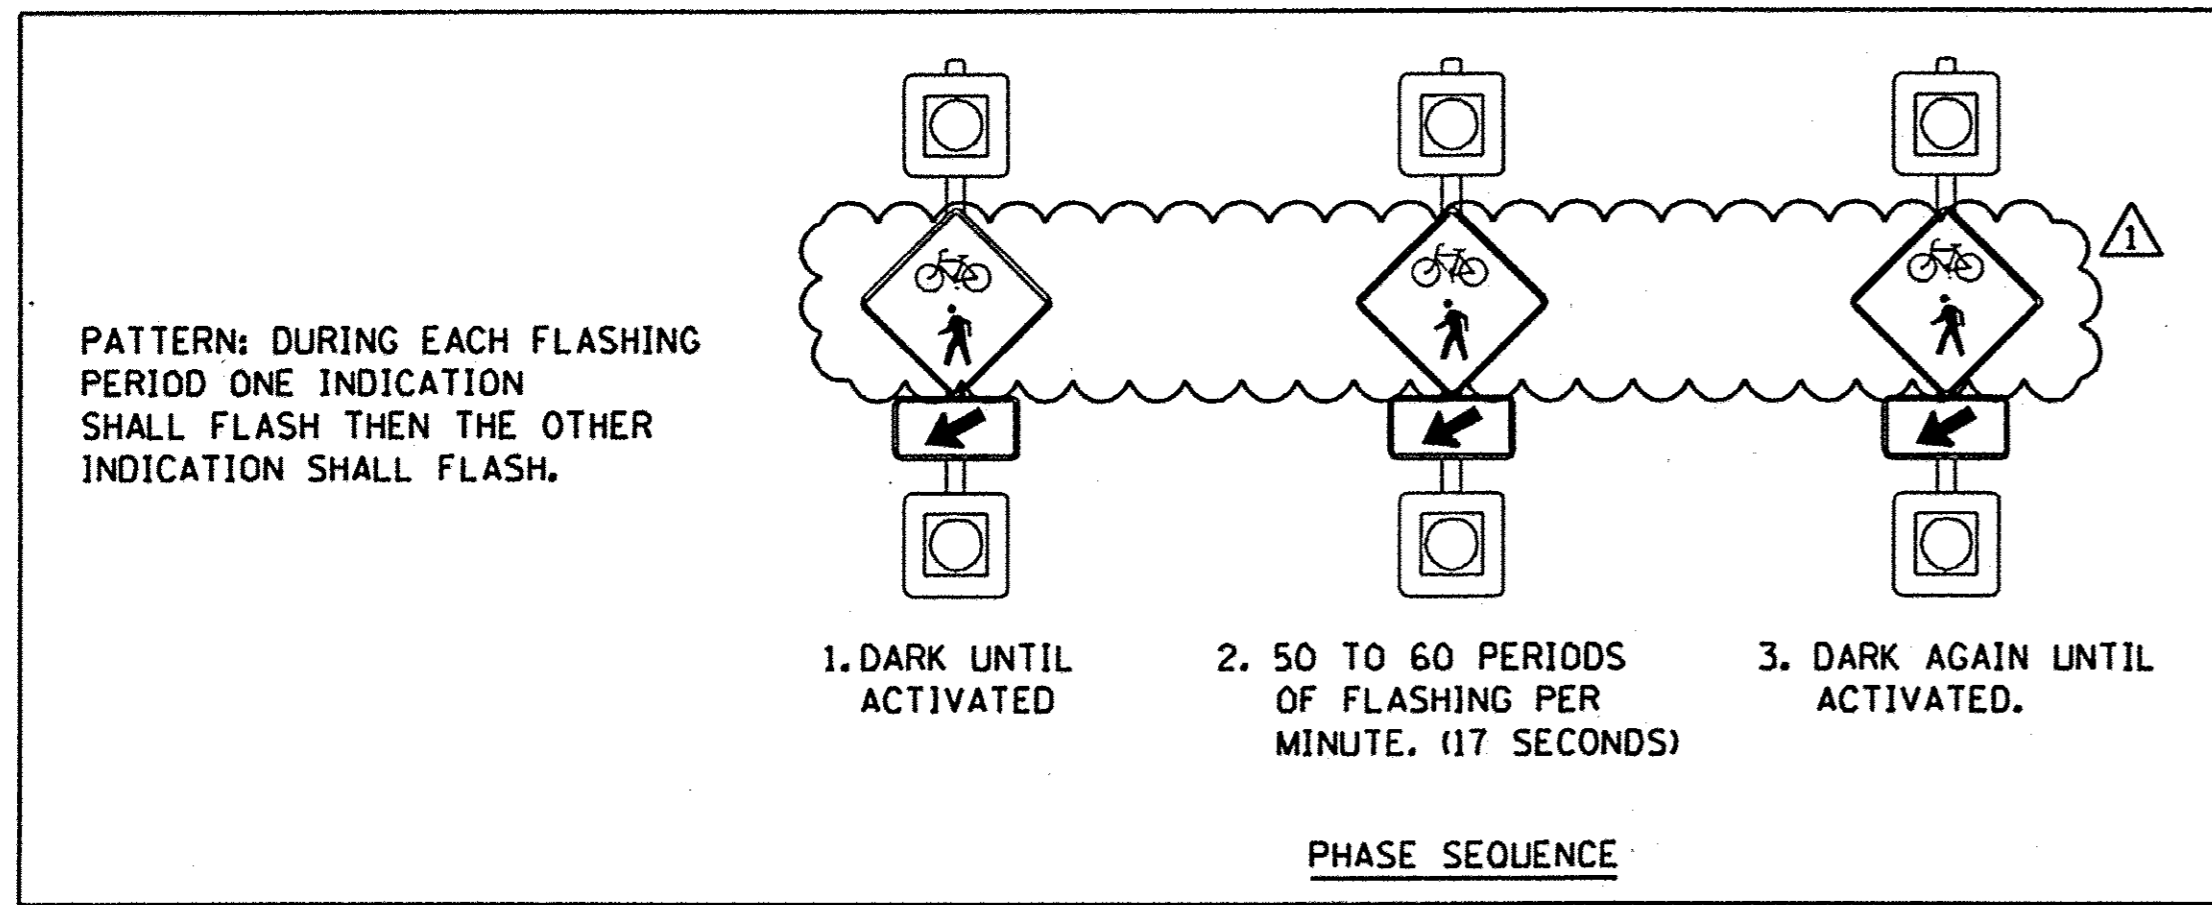 PATTERN: DURING EACH FLASHING
PERIOD ONE INDICATION
SHALL FLASH THEN THE OTHER
INDICATION SHALL FLASH.
1
1. DARK UNTIL
ACTIVATED
2. 50 TO 60 PERIODS
OF FLASHING PER
MINUTE. (17 SECONDS)
3. DARK AGAIN UNTIL
ACTIVATED.
PHASE SEQUENCE